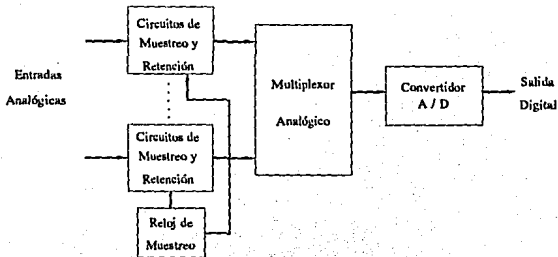 Circuitos de
Muestreo y
Retención
Entradas
Analógicas
Multiplexor
Analógico
Convertidor
A / D
Salida
Digital
Circuitos de
Muestreo y
Retención
Reloj de
Muestreo